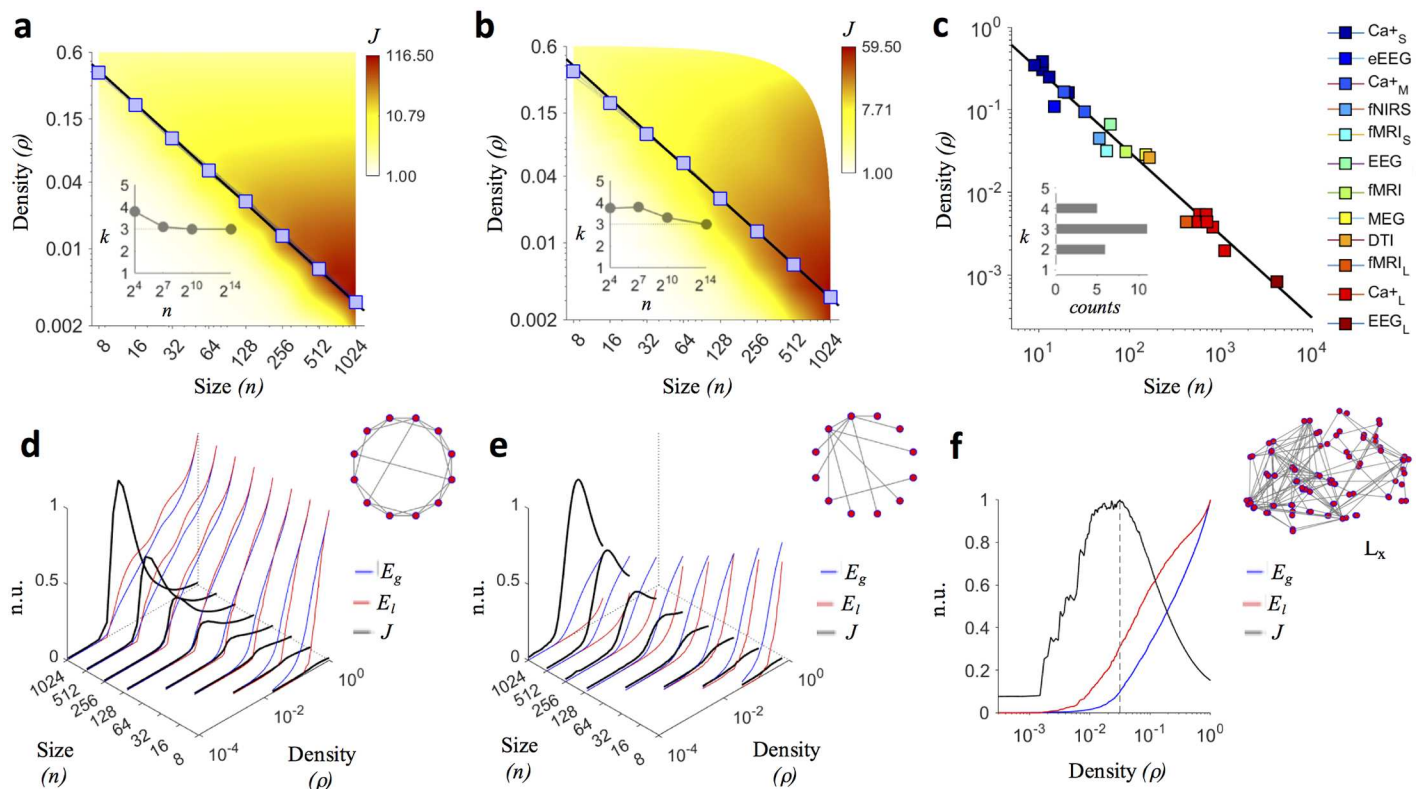 a
J
116.50
10.79
1.00
Density (ρ)
0.6
0.15
0.04
0.01
0.002
5
4
3
2
1
k
2^4 2^7 2^10 2^14
n
8 16 32 64 128 256 512 1024
Size (n)
b
J
59.50
7.71
1.00
Density (ρ)
0.6
0.15
0.04
0.01
0.002
5
4
3
2
1
k
2^4 2^7 2^10 2^14
n
8 16 32 64 128 256 512 1024
Size (n)
c
Density (ρ)
10^0
10^-1
10^-2
10^-3
5
4
3
2
1
k
0 5 10
counts
10^1 10^2 10^3 10^4
Size (n)
Ca+S
eEEG
Ca+M
fNIRS
fMRIS
EEG
fMRI
MEG
DTI
fMRIL
Ca+L
EEGL
d
n.u.
1
0.5
0
Eg
El
J
1024 512 256 128 64 32 16 8
Size
(n)
10^-4 10^-2 10^0
Density
(ρ)
e
n.u.
1
0.5
0
Eg
El
J
1024 512 256 128 64 32 16 8
Size
(n)
10^-4 10^-2 10^0
Density
(ρ)
f
n.u.
1
0.8
0.6
0.4
0.2
0
10^-3 10^-2 10^-1 10^0
Density (ρ)
Lx
Eg
El
J